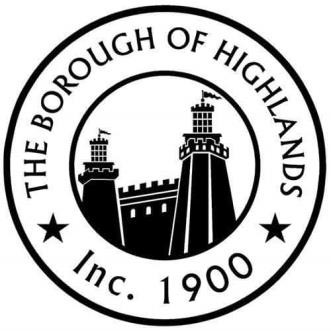 THE BOROUGH OF HIGHLANDS
Inc. 1900